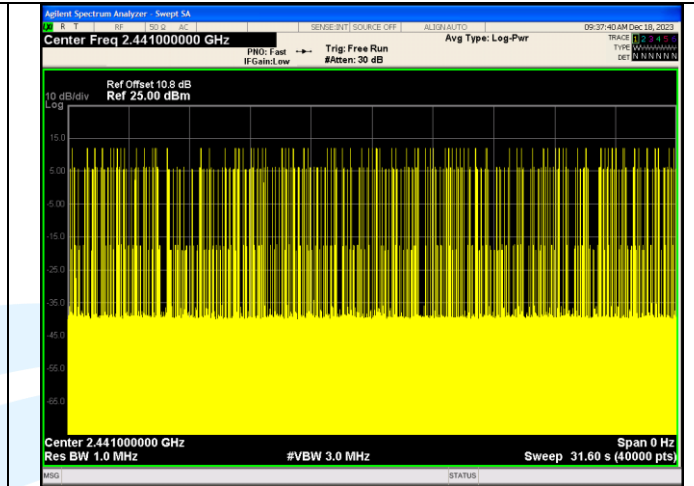 Agilent Spectrum Analyzer - Swept SA
R T RF 50 Ω AC SENSE:INT SOURCE OFF ALIGN AUTO 09:37:40 AM Dec 18, 2023
Center Freq 2.441000000 GHz Avg Type: Log-Pwr TRACE 1 2 3 4 5 6
PNO: Fast Trig: Free Run TYPE
IFGain:Low #Atten: 30 dB DET N N N N N N
Ref Offset 10.8 dB
10 dB/div Ref 25.00 dBm
Log
15.0
5.00
-5.00
-15.0
-25.0
-35.0
-45.0
-55.0
-65.0
Center 2.441000000 GHz Span 0 Hz
Res BW 1.0 MHz #VBW 3.0 MHz Sweep 31.60 s (40000 pts)
MSG STATUS